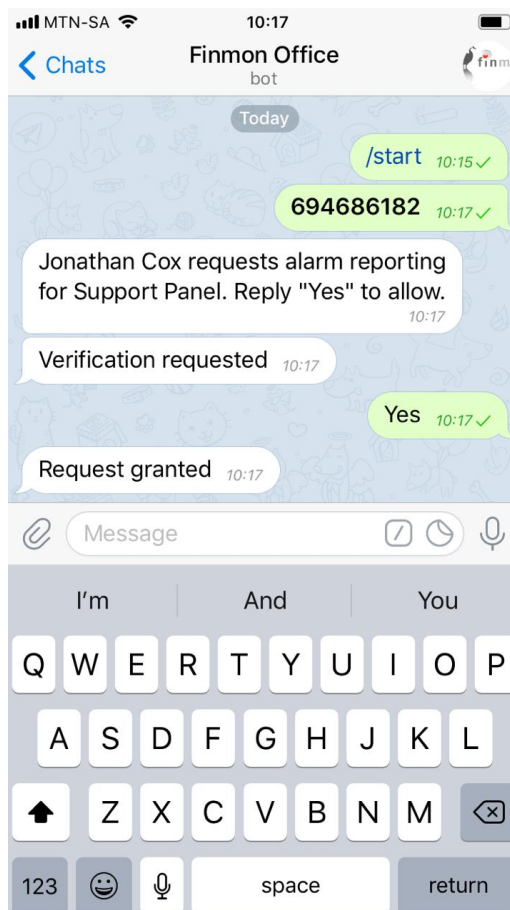 MTN-SA
10:17
Chats
Finmon Office
bot
finm
Today
/start 10:15
694686182 10:17
Jonathan Cox requests alarm reporting
for Support Panel. Reply "Yes" to allow.
10:17
Verification requested 10:17
Yes 10:17
Request granted 10:17
Message
I'm
And
You
Q W E R T Y U I O P
A S D F G H J K L
Z X C V B N M
123 space return